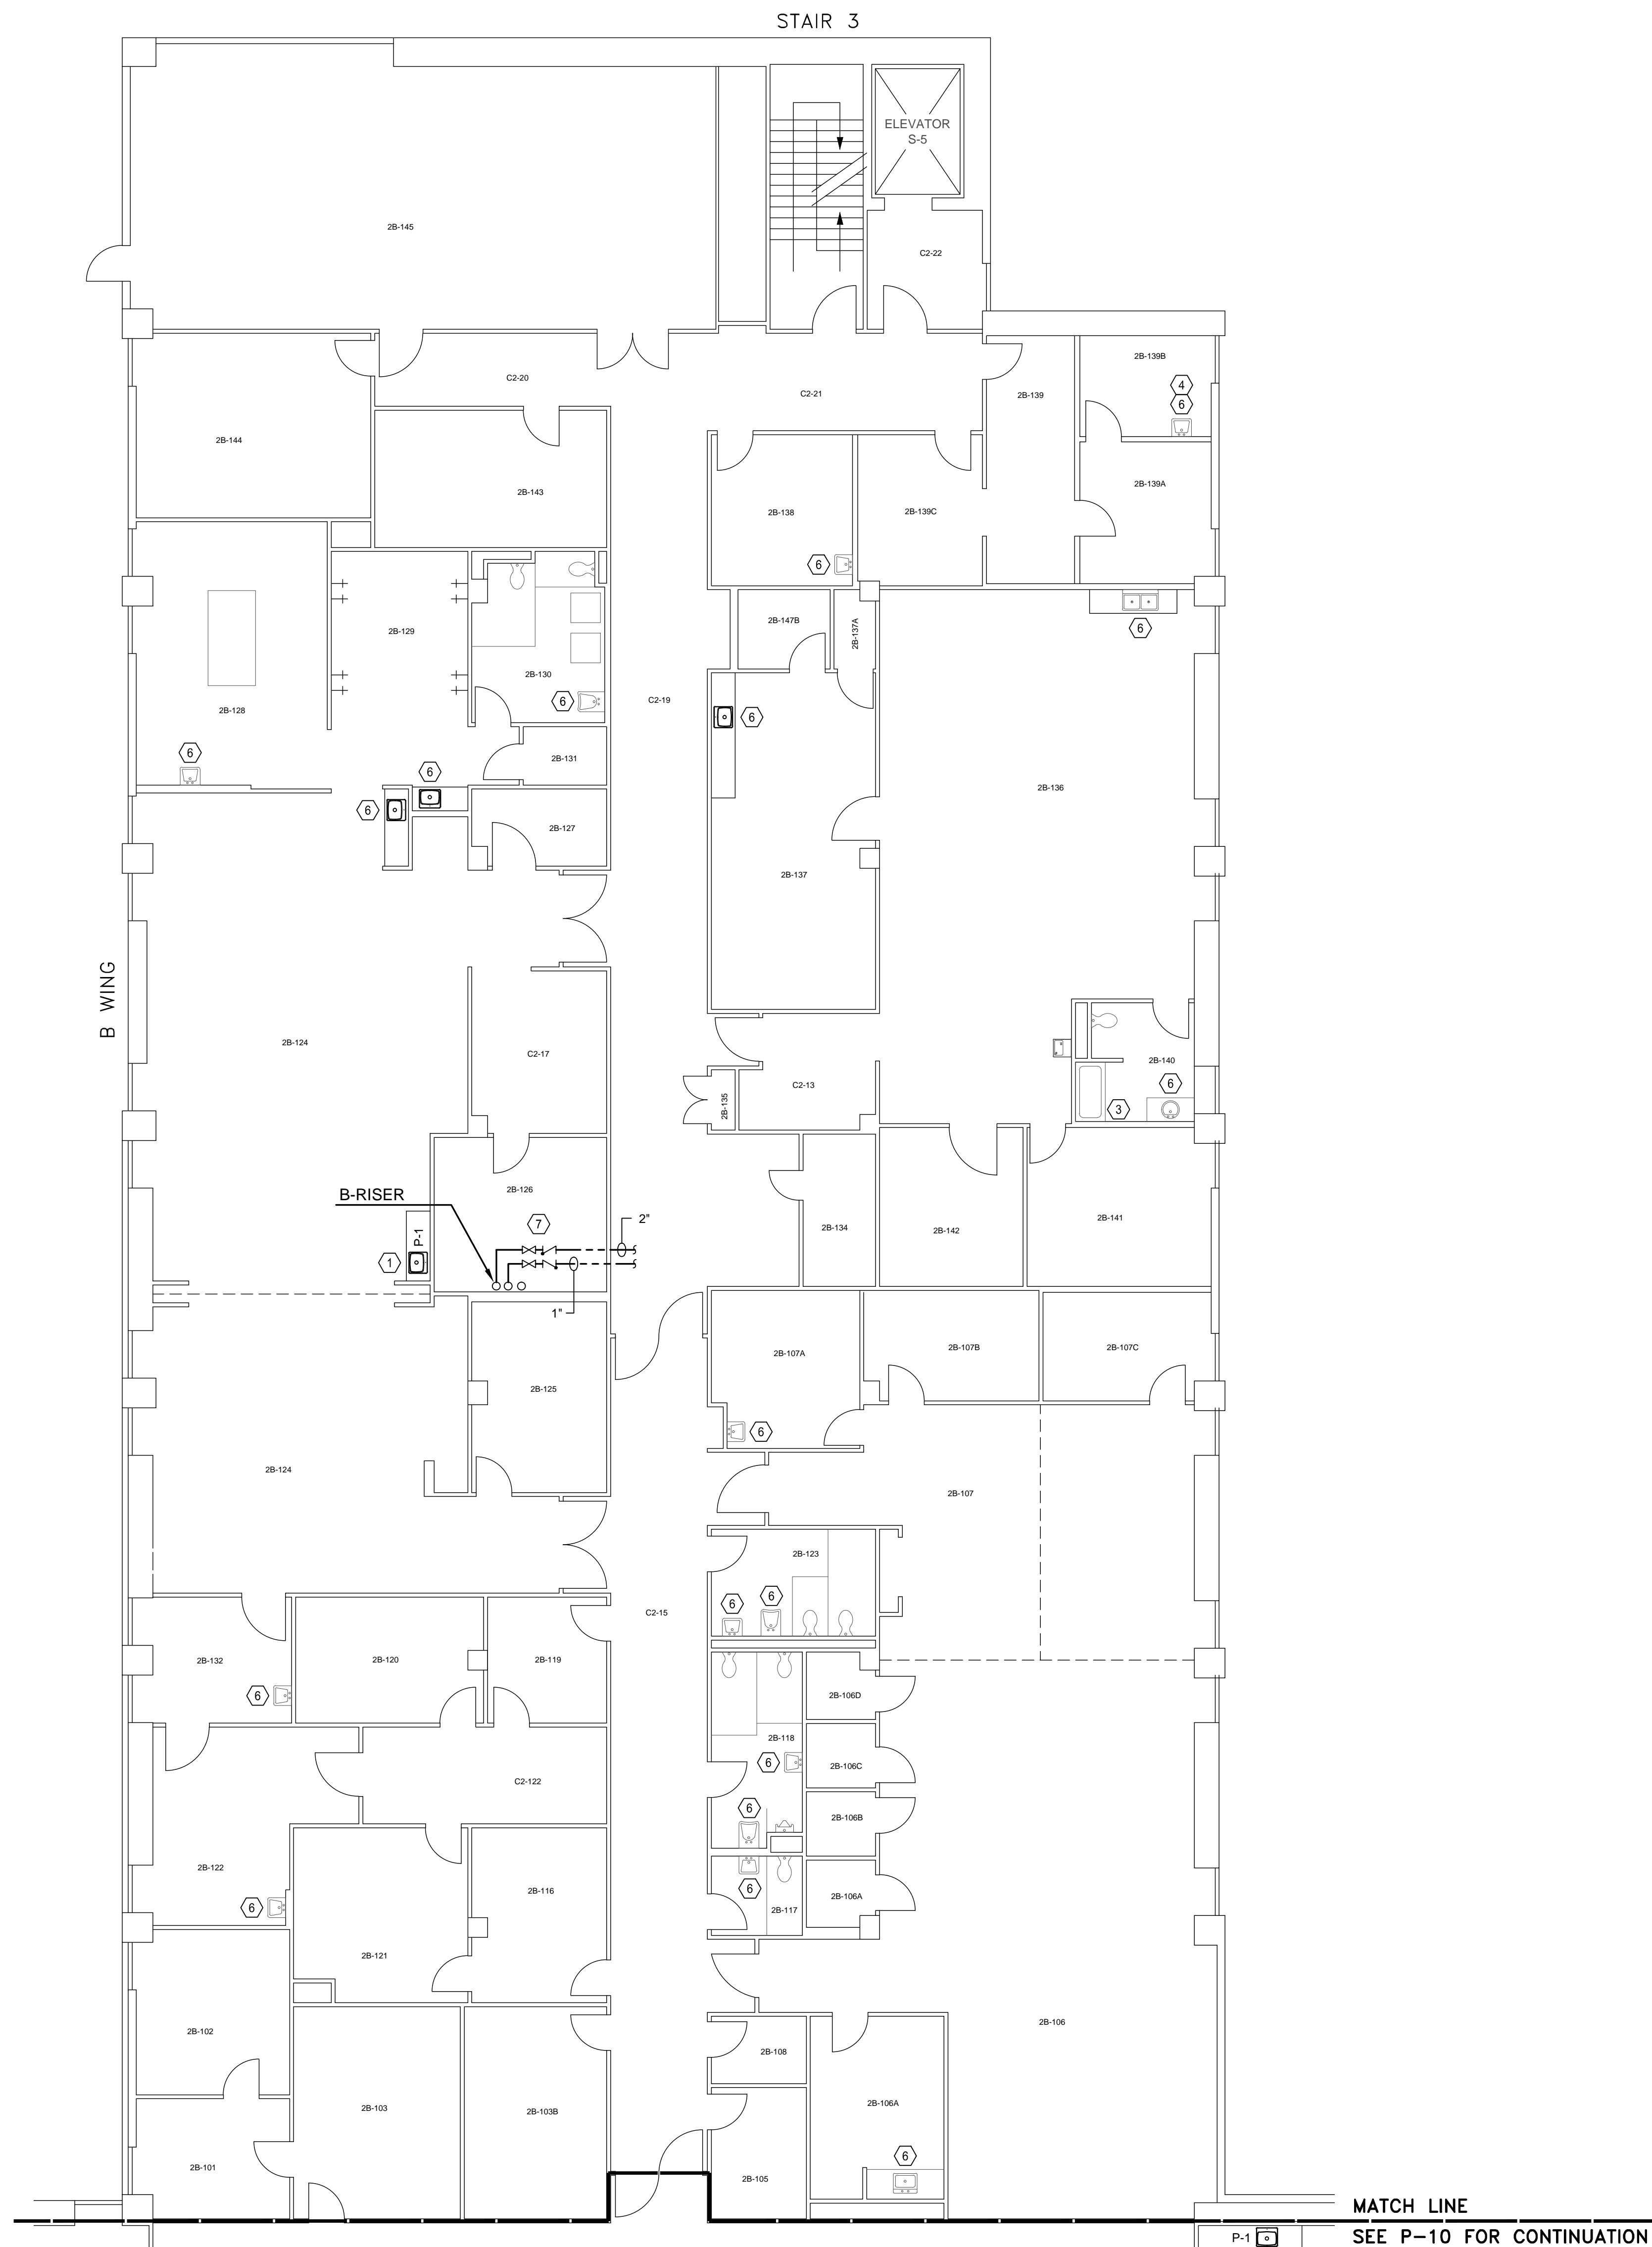 STAIR 3
ELEVATOR
S-5
2B-145
C2-22
2B-139B
C2-20
4
2B-139
C2-21
6
2B-144
2B-139A
2B-143
2B-138
2B-139C
6
2B-147B
2B-137A
2B-129
6
2B-130
C2-19
6
2B-128
6
6
2B-131
6
6
2B-136
2B-127
2B-137
B WING
2B-124
C2-17
2B-140
C2-13
6
2B-135
3
2B-126
B-RISER
7
2"
2B-134
2B-142
2B-141
P-1
1
1"
2B-107A
2B-107B
2B-107C
2B-125
6
2B-124
2B-107
2B-123
6
6
C2-15
2B-132
2B-120
2B-119
6
2B-106D
2B-118
6
2B-106C
C2-122
6
2B-106B
2B-122
2B-116
6
2B-106A
6
2B-117
2B-121
2B-102
2B-106
2B-108
2B-103
2B-103B
2B-106A
6
2B-101
2B-105
MATCH LINE
P-1
SEE P-10 FOR CONTINUATION